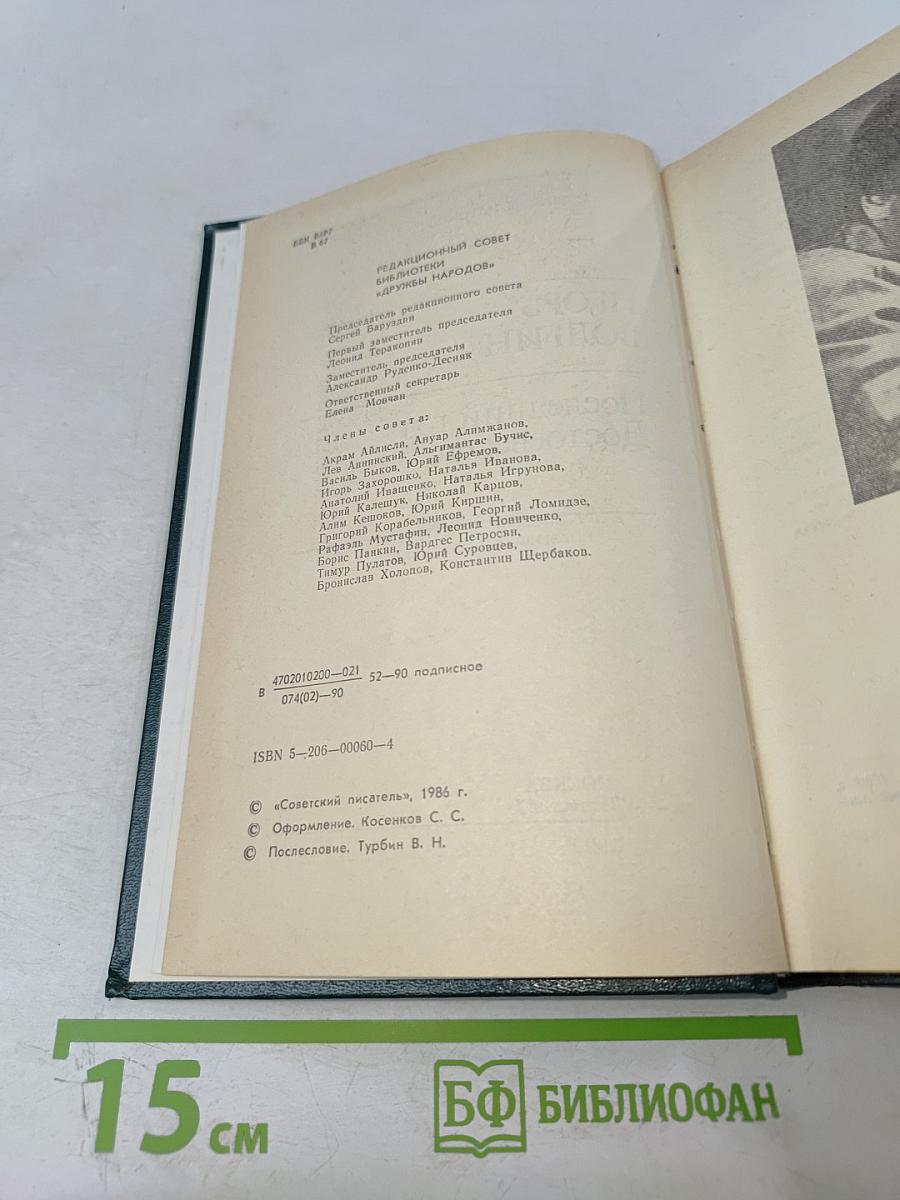 В 67
РЕДАКЦИОННЫЙ СОВЕТ
БИБЛИОТЕКИ
«ДРУЖБЫ НАРОДОВ»
Председатель редакционного совета
Сергей Баруздин
Первый заместитель председателя
Леонид Теракопян
Заместитель председателя
Александр Руденко-Десняк
Ответственный секретарь
Елена Мовчан
Члены совета:
Акрам Айлисли, Ануар Алимжанов,
Лев Аннинский, Альгимантас Бучис,
Василь Быков, Юрий Ефремов,
Игорь Захорошко, Наталья Иванова,
Анатолий Иващенко, Наталья Игрунова,
Юрий Калещук, Николай Карцов,
Алим Кешоков, Юрий Киршин,
Григорий Корабельников, Георгий Ломидзе,
Рафаэль Мустафин, Леонид Новиченко,
Борис Панкин, Вардгес Петросян,
Тимур Пулатов, Юрий Суровцев,
Бронислав Холопов, Константин Щербаков.
В 4702010200—021
074(02)—90 52—90 подписное
ISBN 5—206—00060—4
© «Советский писатель», 1986 г.
© Оформление. Косенков С. С.
© Послесловие. Турбин В. Н.
15 см
БФ БИБЛИОФАН